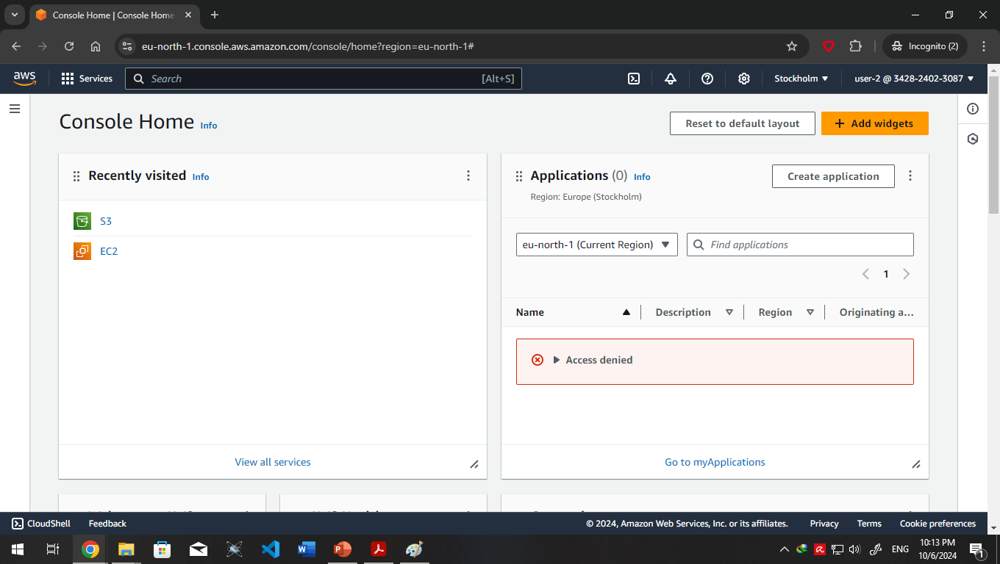 Console Home | Console Home
eu-north-1.console.aws.amazon.com/console/home?region=eu-north-1#
Incognito (2)
aws
Services
Search
[Alt+S]
Stockholm
user-2 @ 3428-2402-3087
Console Home Info
Reset to default layout
Add widgets
Recently visited Info
S3
EC2
View all services
Applications (0) Info
Create application
Region: Europe (Stockholm)
eu-north-1 (Current Region)
Find applications
1
Name
Description
Region
Originating a...
Access denied
Go to myApplications
CloudShell
Feedback
© 2024, Amazon Web Services, Inc. or its affiliates.
Privacy
Terms
Cookie preferences
ENG
10:13 PM
10/6/2024
1